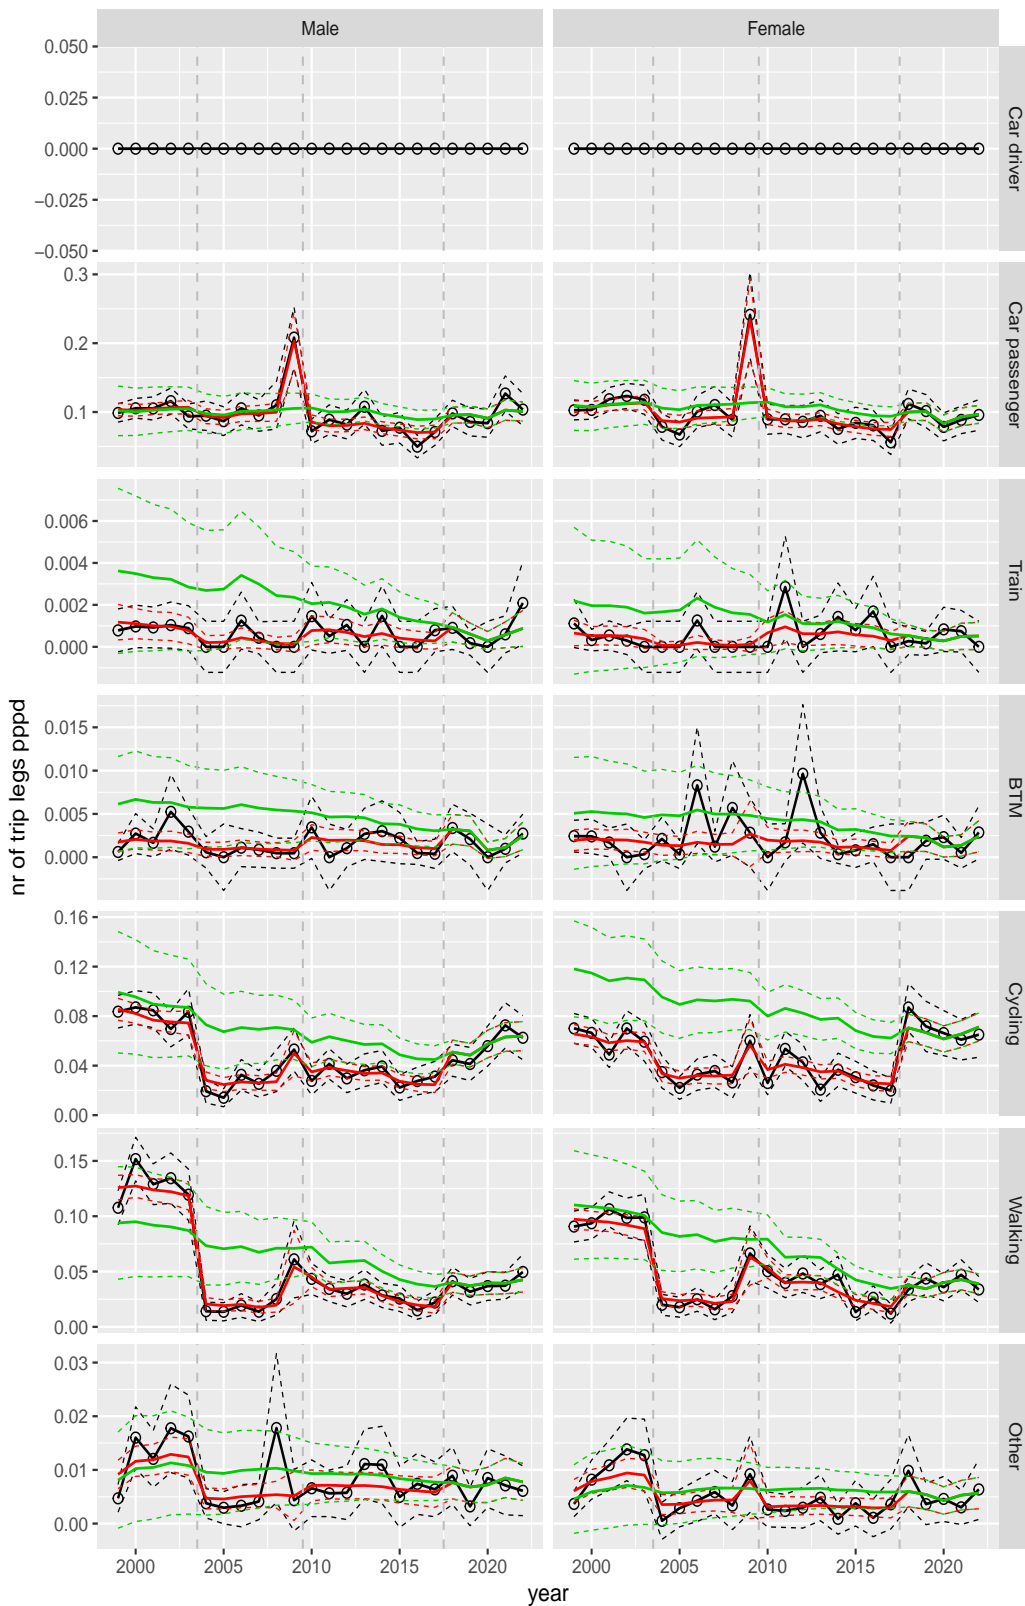 Male Female
0.050
0.025
0.000
−0.025
−0.050
Car driver
0.3
0.2
0.1
Car passenger
0.006
0.004
0.002
0.000
Train
0.015
0.010
0.005
0.000
BTM
0.16
0.12
0.08
0.04
0.00
Cycling
0.15
0.10
0.05
0.00
Walking
0.03
0.02
0.01
0.00
Other
nr of trip legs pppd
2000 2005 2010 2015 2020 2000 2005 2010 2015 2020
year